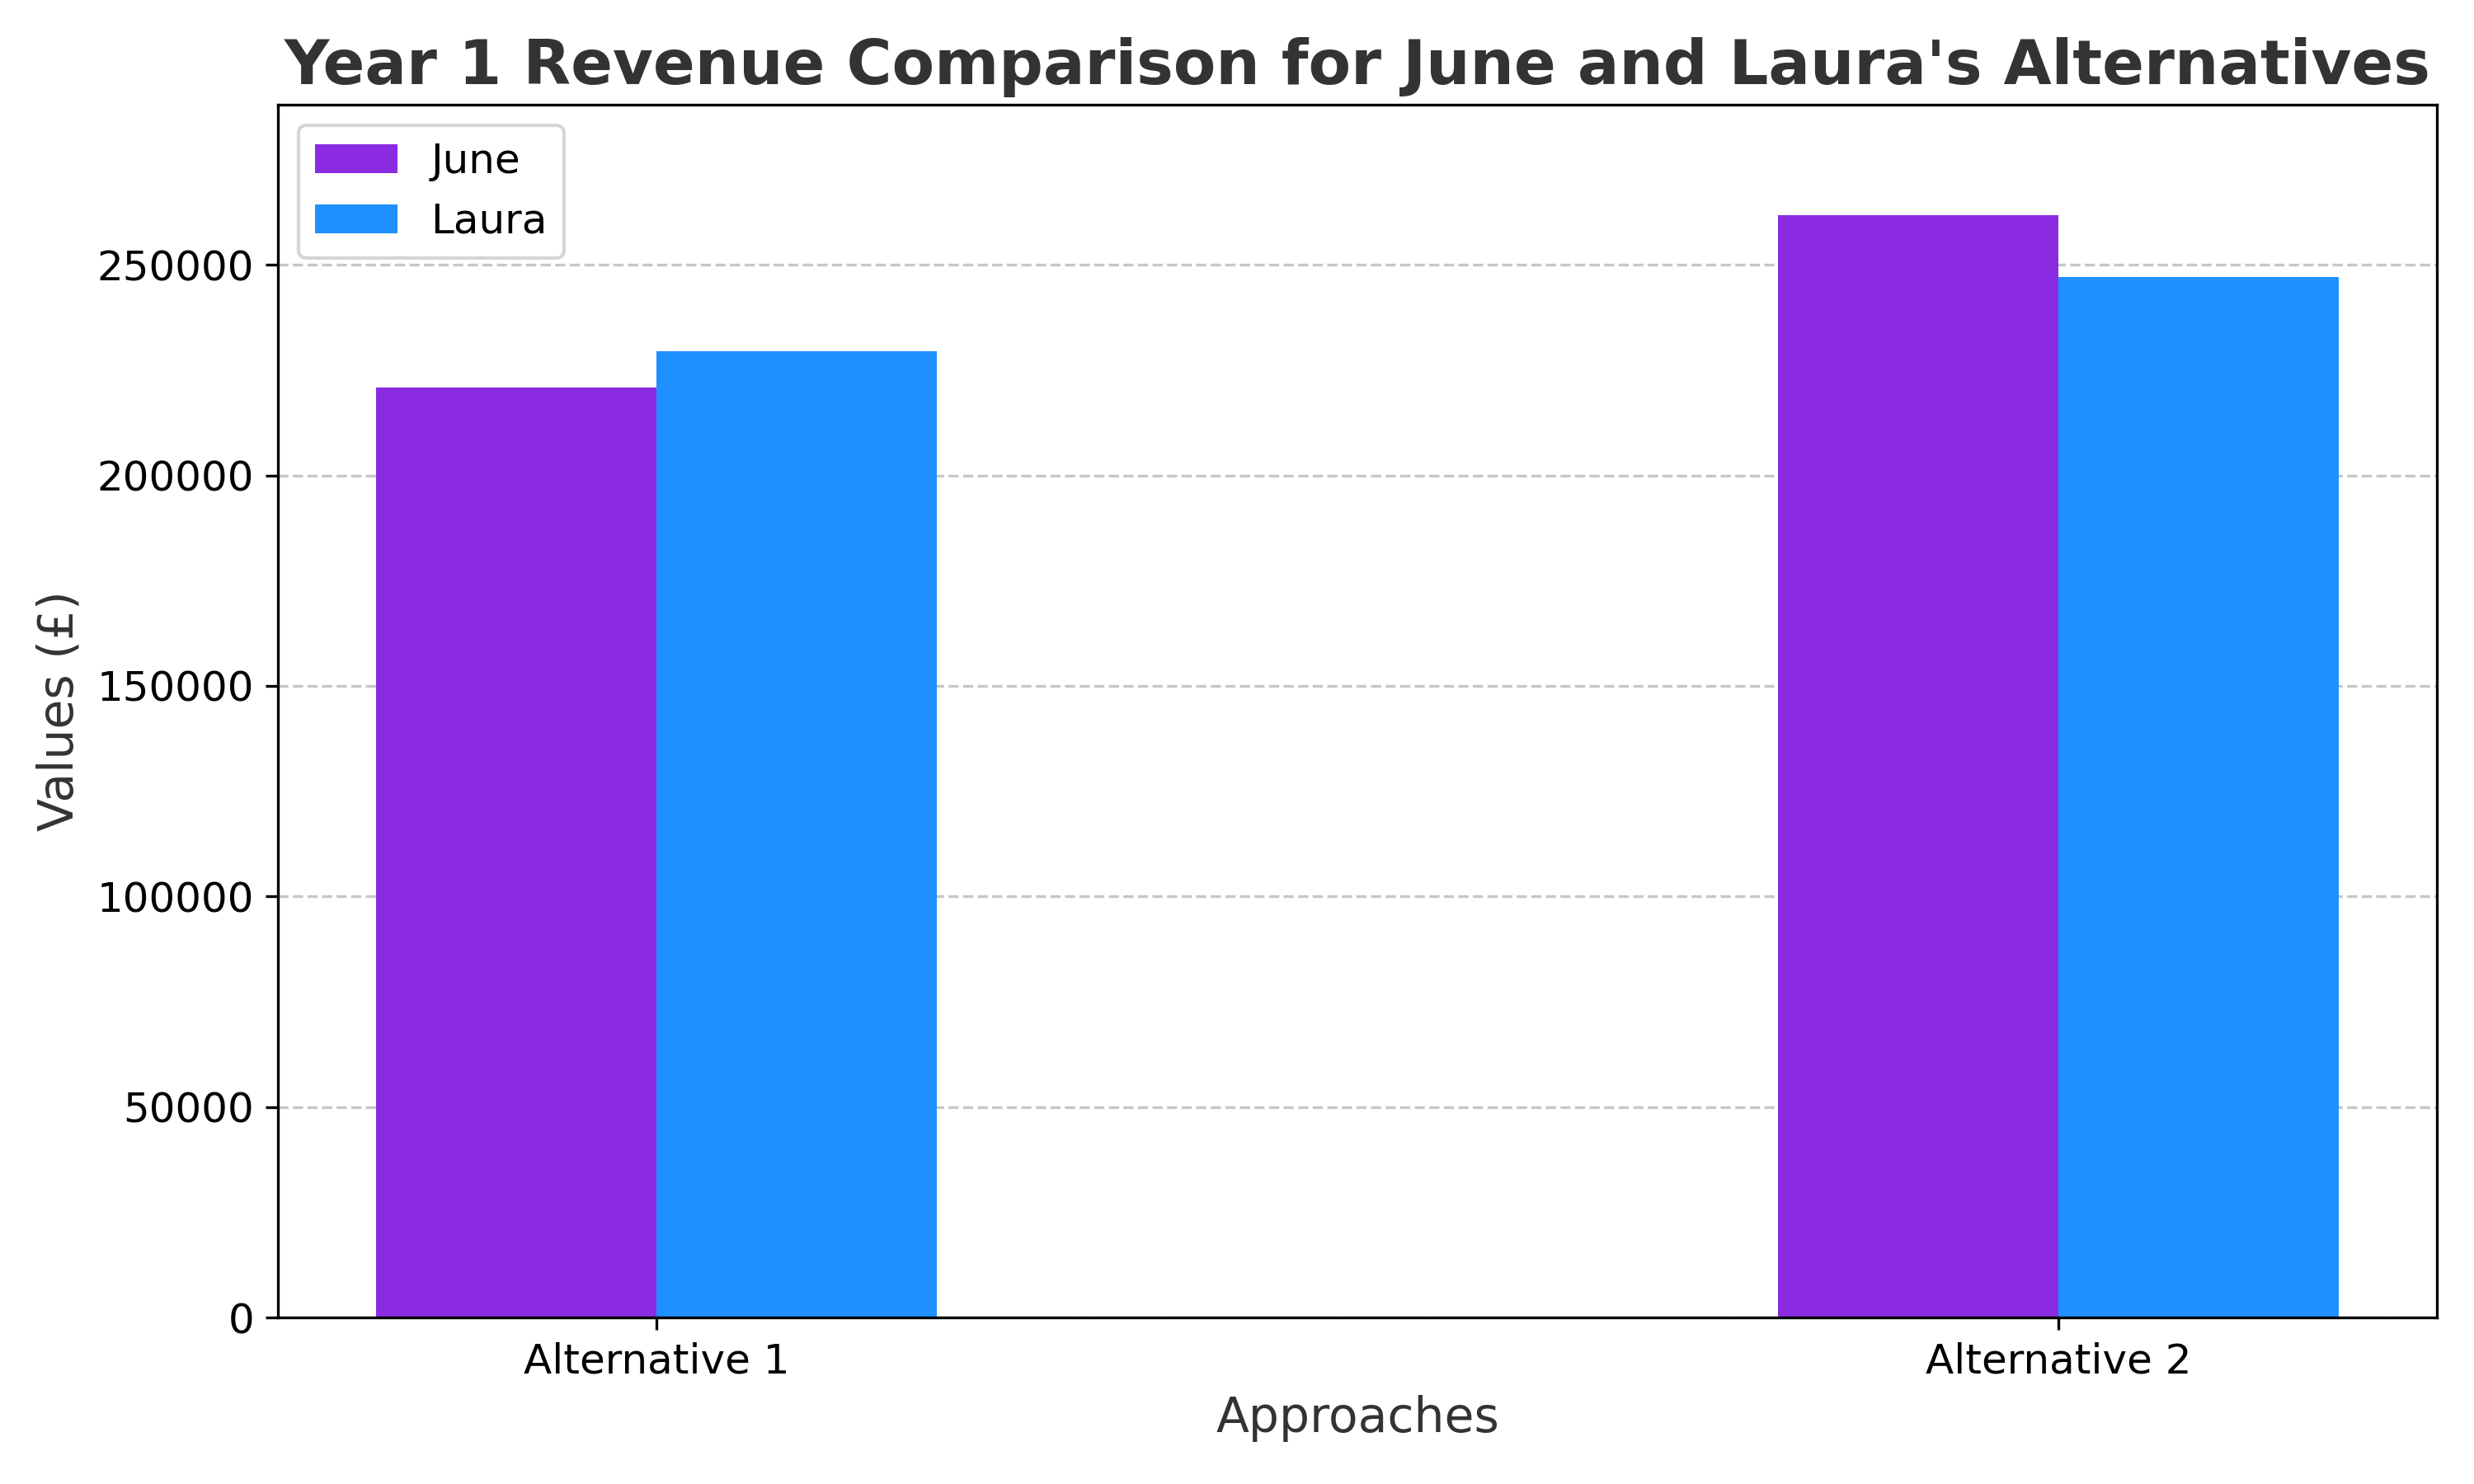 Year 1 Revenue Comparison for June and Laura's Alternatives
June
Laura
250000
200000
150000
100000
50000
0
Values (£)
Alternative 1
Alternative 2
Approaches